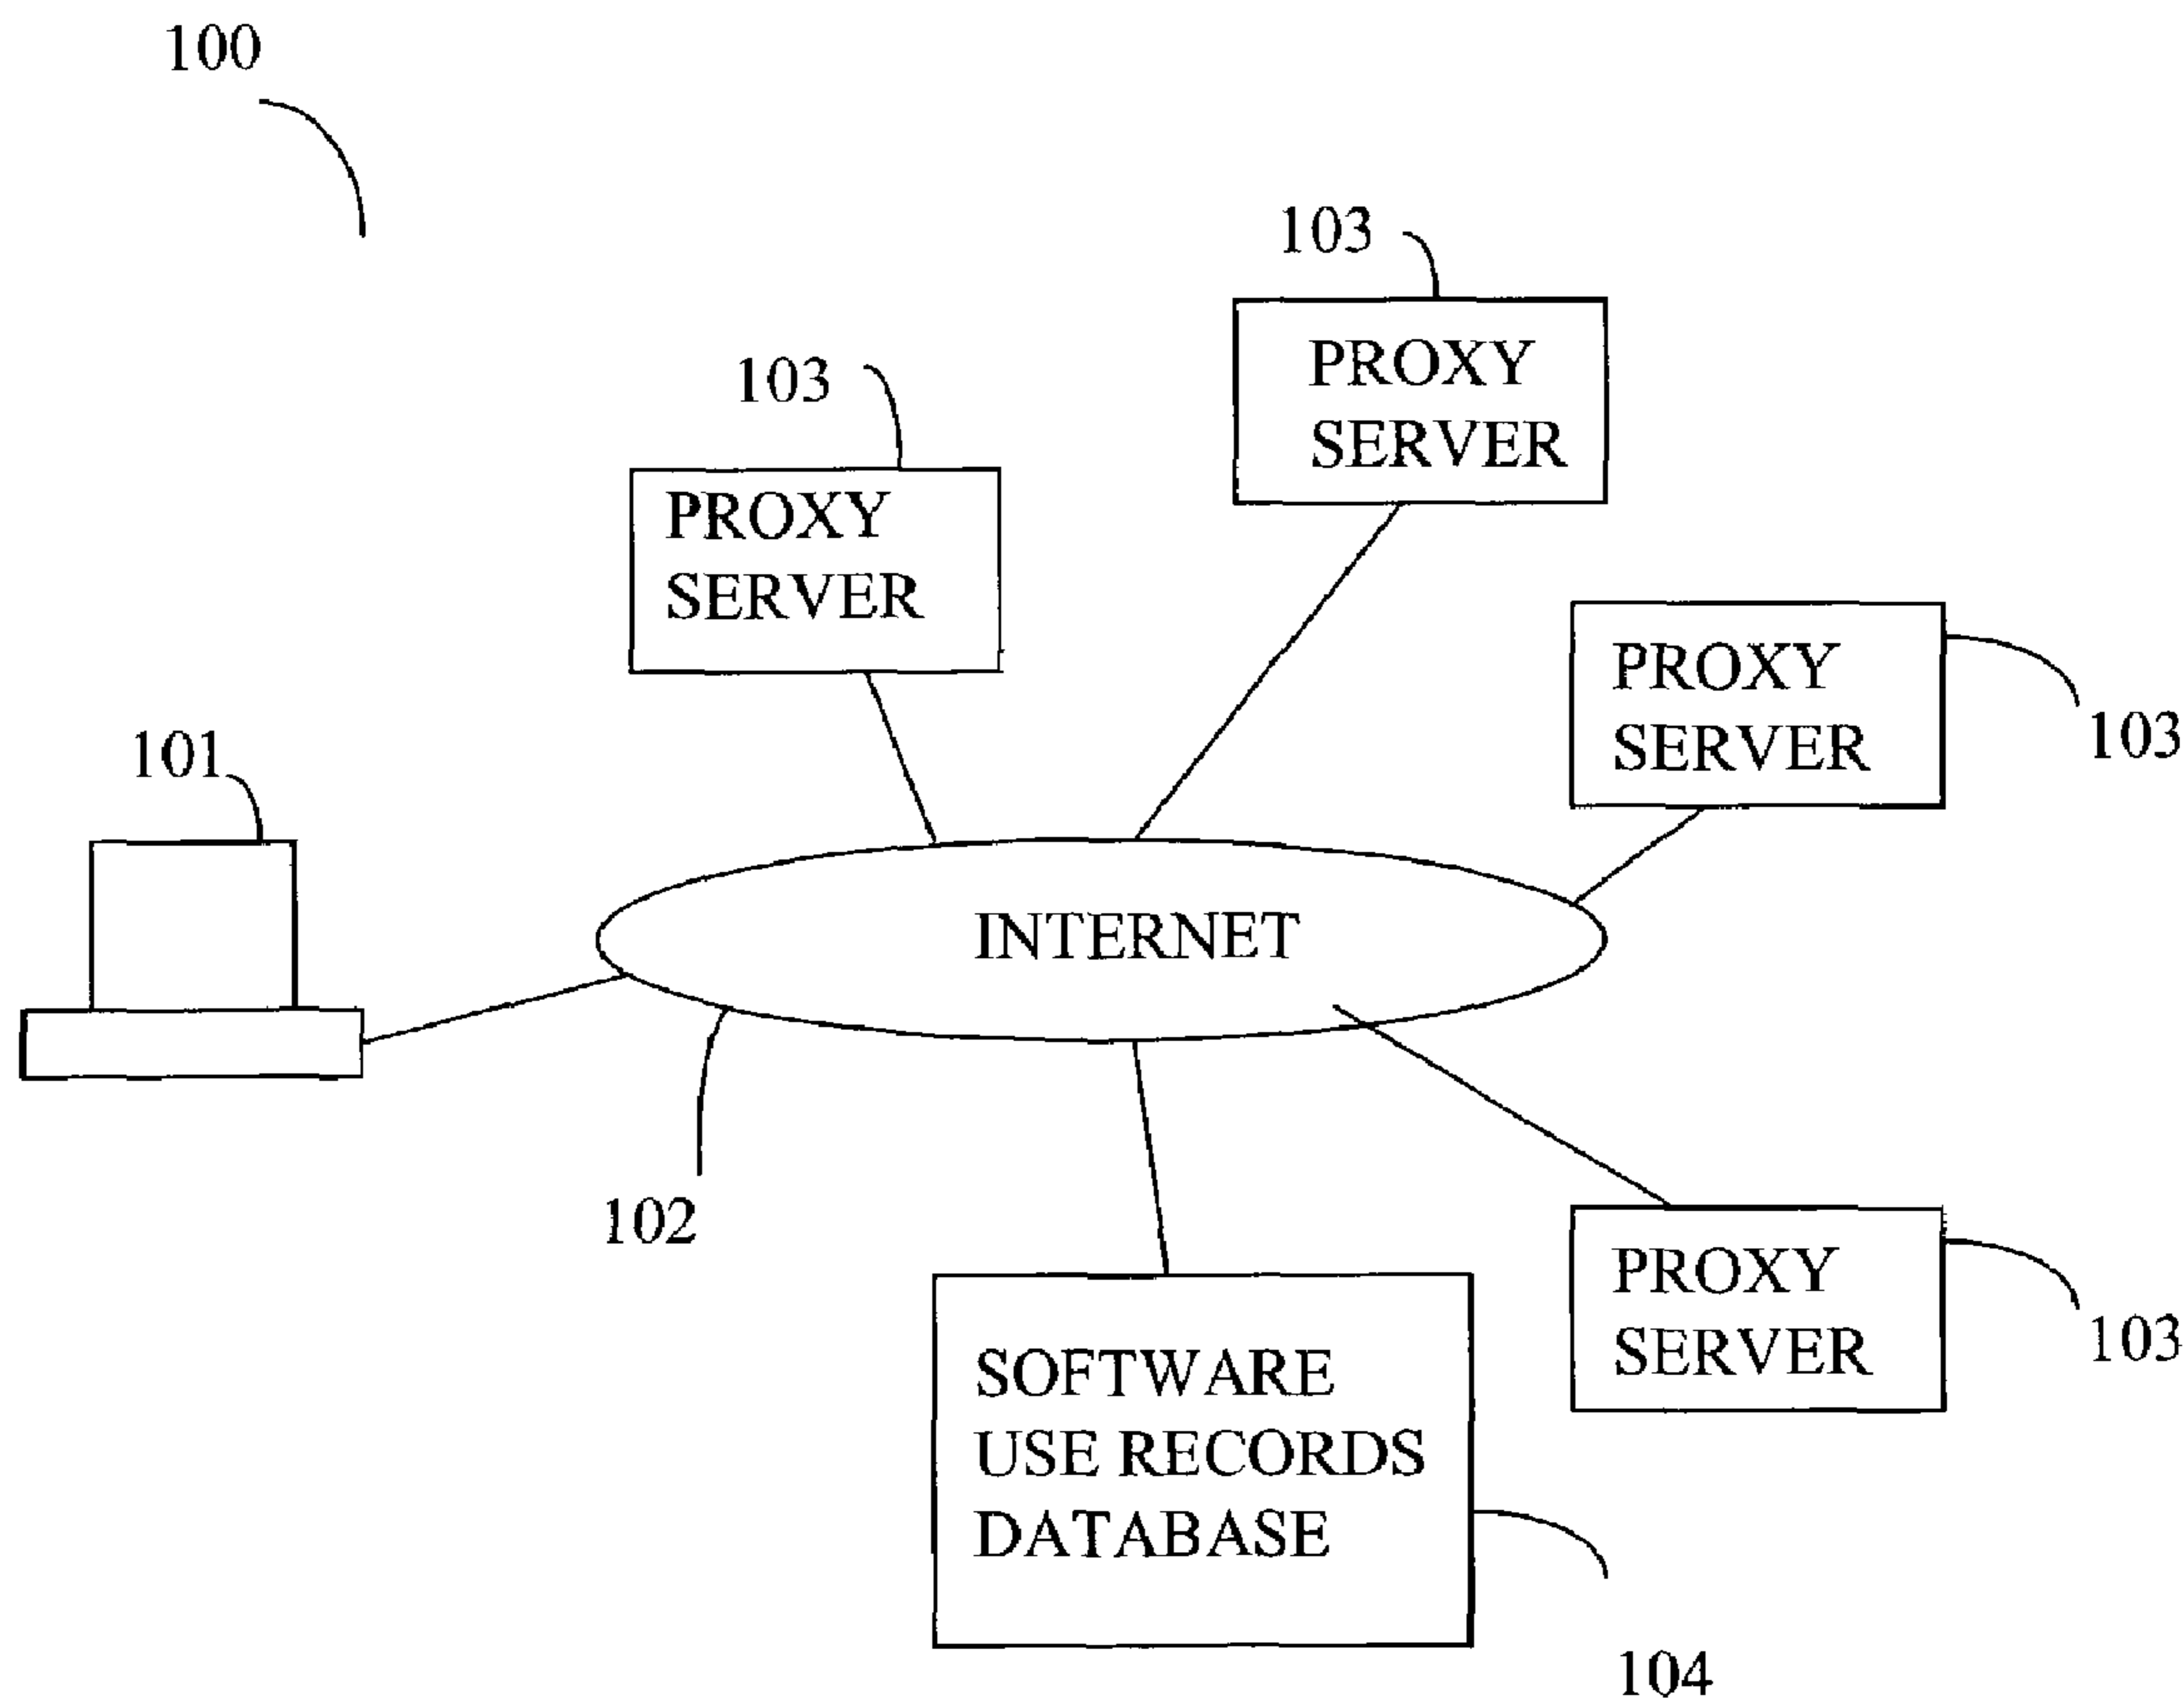 100
103
PROXY
SERVER
103
PROXY
SERVER
PROXY
SERVER
103
101
INTERNET
102
PROXY
SERVER
103
SOFTWARE
USE RECORDS
DATABASE
104